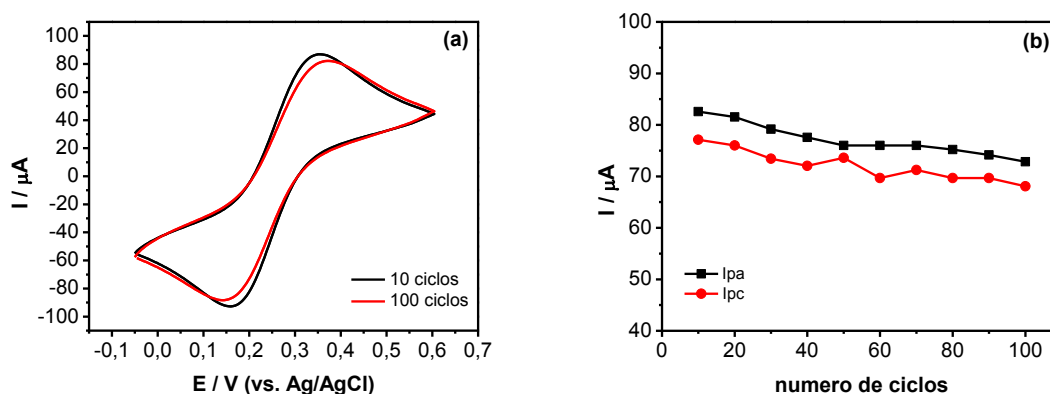 (a)
I / µA
80
60
40
20
0
-20
-40
-60
-80
-100
10 ciclos
100 ciclos
-0,1 0,0 0,1 0,2 0,3 0,4 0,5 0,6 0,7
E / V (vs. Ag/AgCl)
(b)
I / µA
100
90
80
70
60
50
40
Ipa
Ipc
0 20 40 60 80 100
numero de ciclos